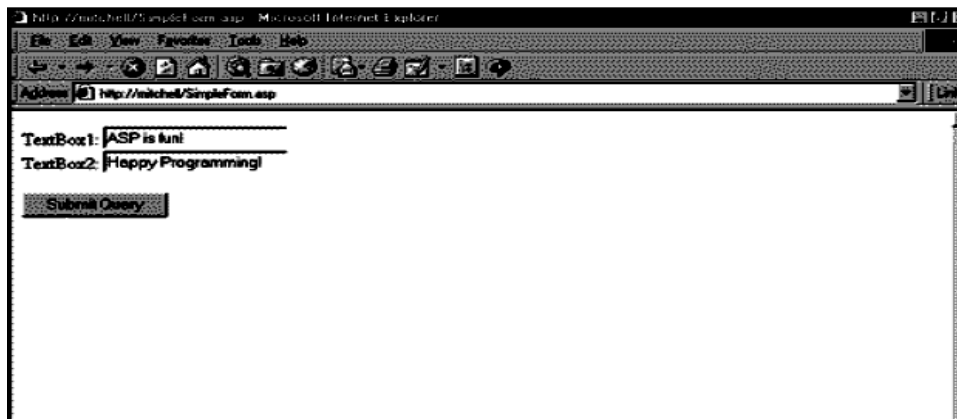 http://mitchell/SimpleForm.asp - Microsoft Internet Explorer
File Edit View Favorites Tools Help
Address http://mitchell/SimpleForm.asp
TextBox1: ASP is fun!
TextBox2: Happy Programming!
Submit Query